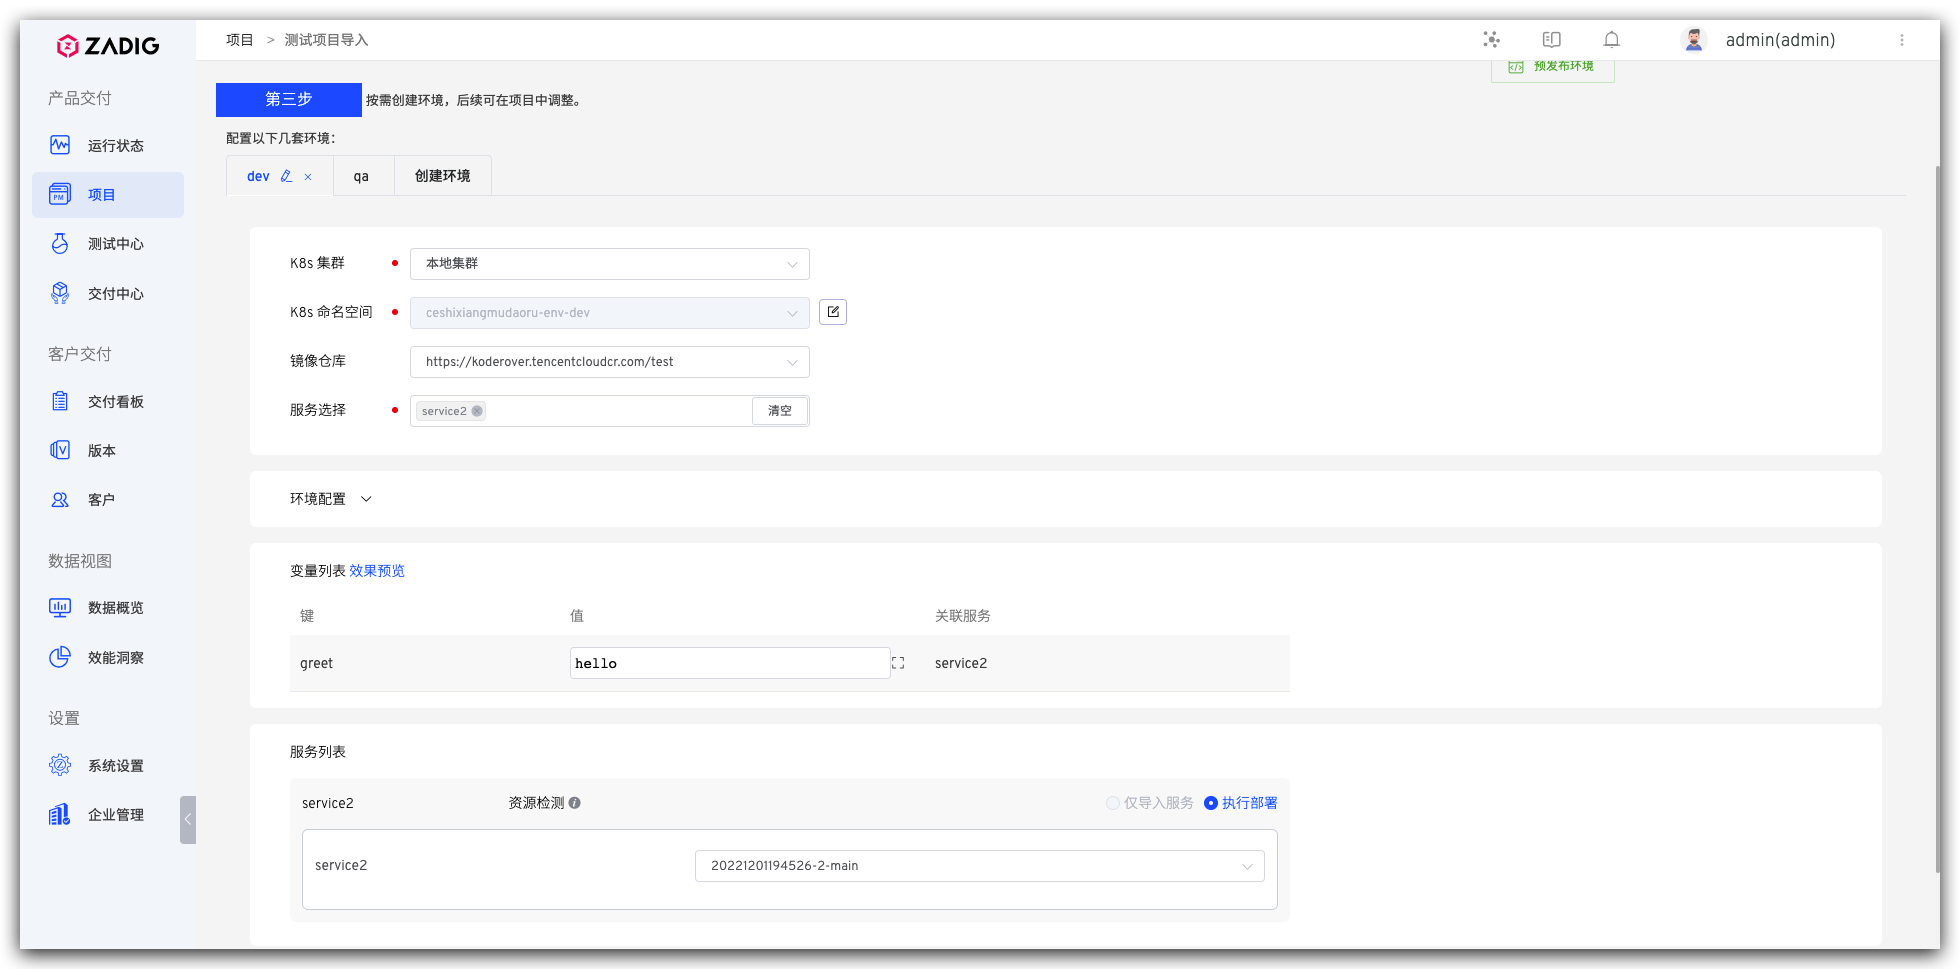 ZADIG
项目 > 测试项目导入
admin(admin)
产品交付
运行状态
项目
测试中心
交付中心
客户交付
交付看板
版本
客户
数据视图
数据概览
效能洞察
设置
系统设置
企业管理
预发布环境
第三步 按需创建环境，后续可在项目中调整。
配置以下几套环境：
dev qa 创建环境
K8s 集群 本地集群
K8s 命名空间 ceshixiangmudaoru-env-dev
镜像仓库 https://koderover.tencentcloudcr.com/test
服务选择 service2 清空
环境配置
变量列表 效果预览
键 值 关联服务
greet hello service2
服务列表
service2 资源检测 仅导入服务 执行部署
service2 20221201194526-2-main